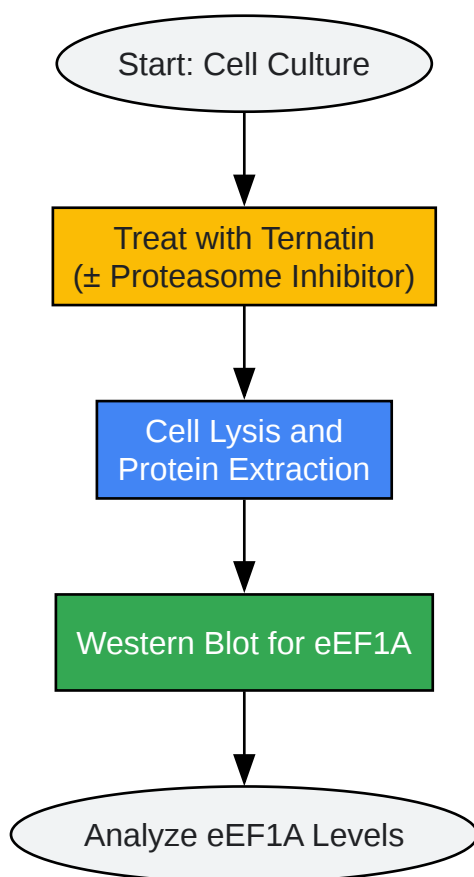 Start: Cell Culture
Treat with Ternatin
(± Proteasome Inhibitor)
Cell Lysis and
Protein Extraction
Western Blot for eEF1A
Analyze eEF1A Levels